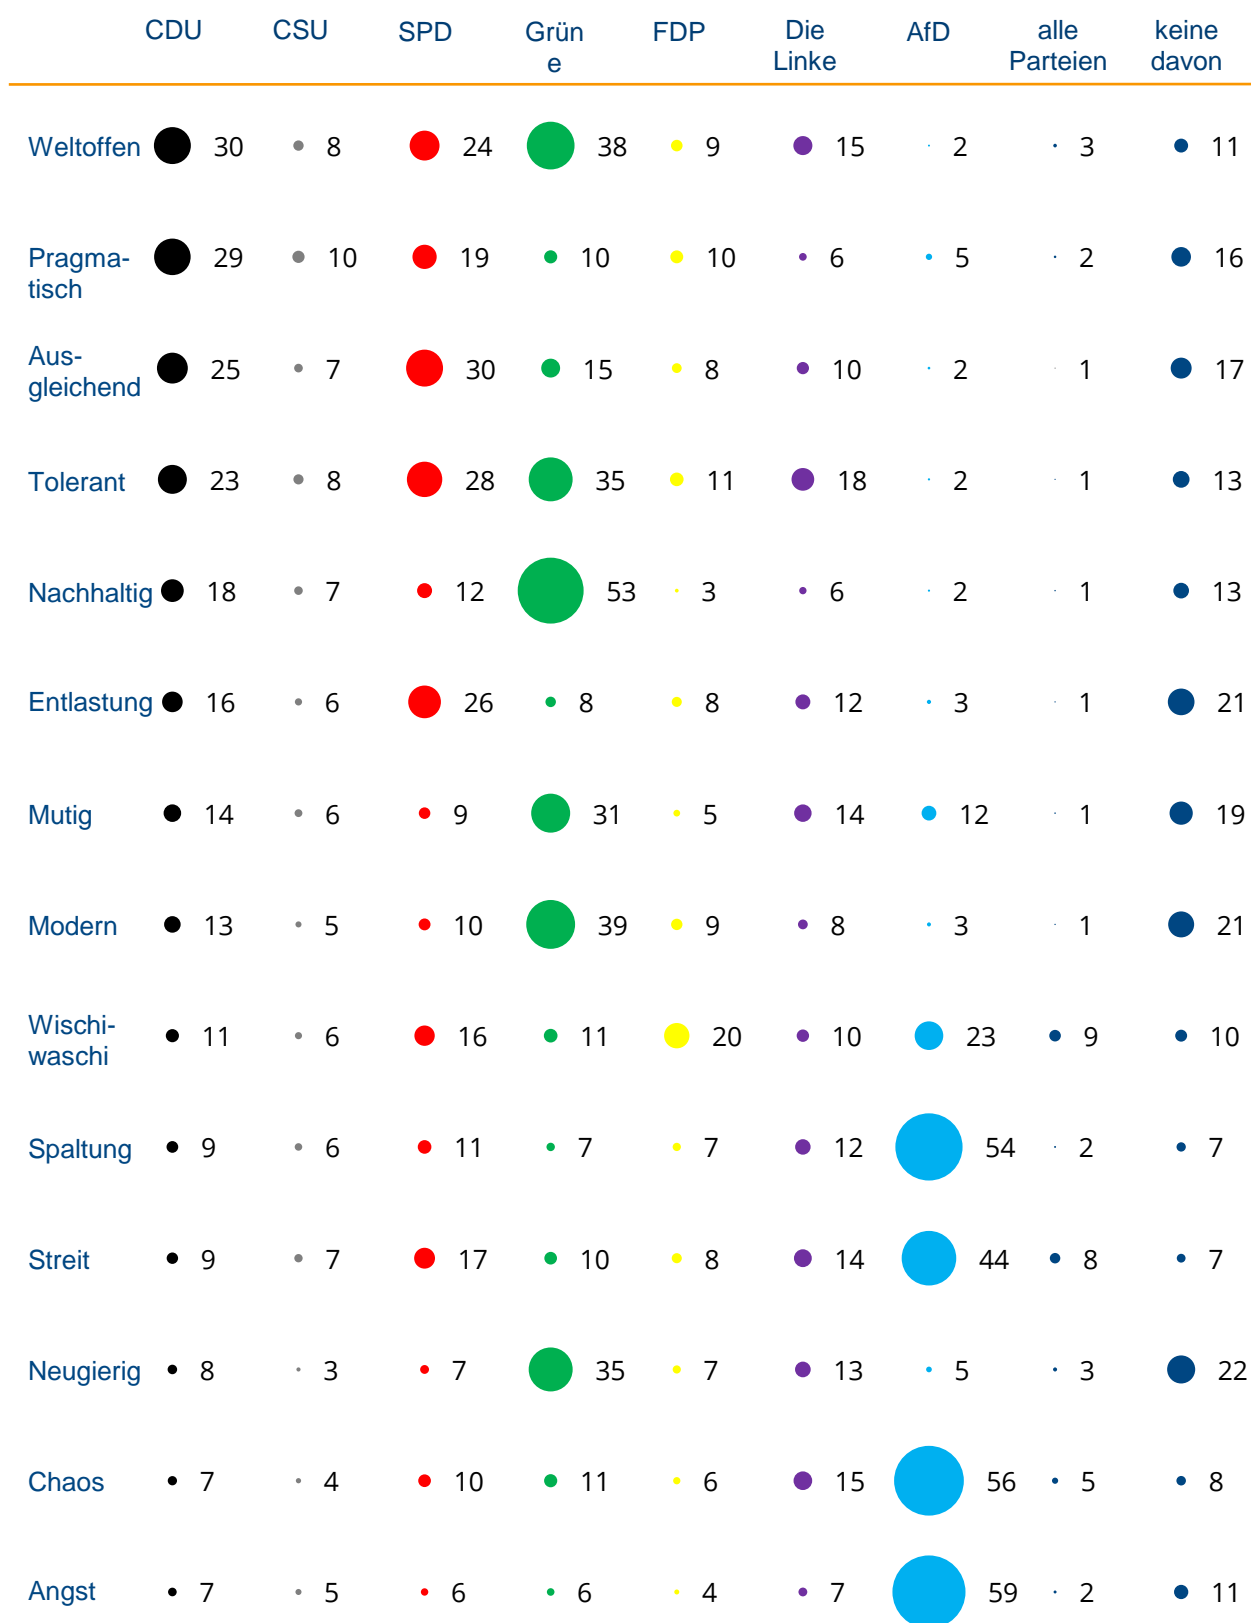 CDU CSU SPD Grün FDP Die AfD alle keine
e Linke Parteien davon
Weltoffen 30 8 24 38 9 15 2 3 11
Pragma- 29 10 19 10 10 6 5 2 16
tisch
Aus-
gleichend 25 7 30 15 8 10 2 1 17
Tolerant 23 8 28 35 11 18 2 1 13
Nachhaltig 18 7 12 53 3 6 2 1 13
Entlastung 16 6 26 8 8 12 3 1 21
Mutig 14 6 9 31 5 14 12 1 19
Modern 13 5 10 39 9 8 3 1 21
Wischi-
waschi 11 6 16 11 20 10 23 9 10
Spaltung 9 6 11 7 7 12 54 2 7
Streit 9 7 17 10 8 14 44 8 7
Neugierig 8 3 7 35 7 13 5 3 22
Chaos 7 4 10 11 6 15 56 5 8
Angst 7 5 6 6 4 7 59 2 11